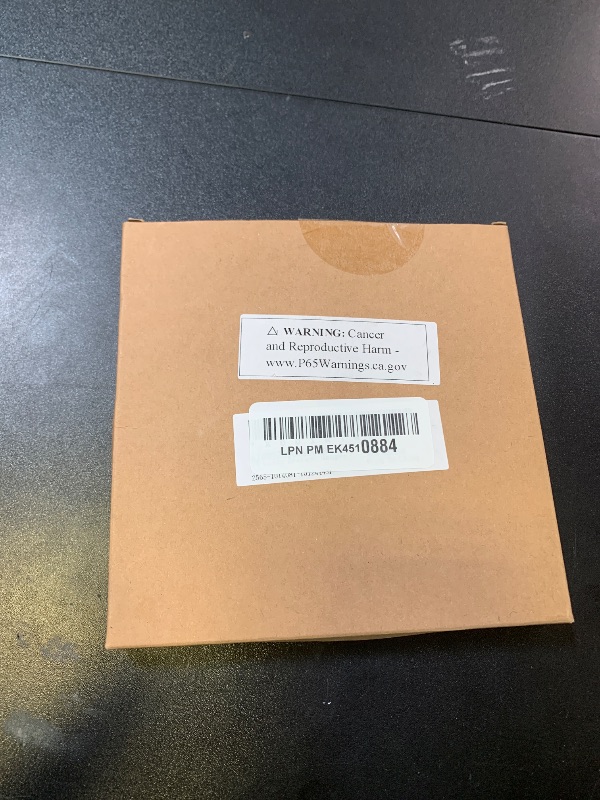 ⚠ WARNING: Cancer
and Reproductive Harm -
www.P65Warnings.ca.gov
LPN PM EK4510884